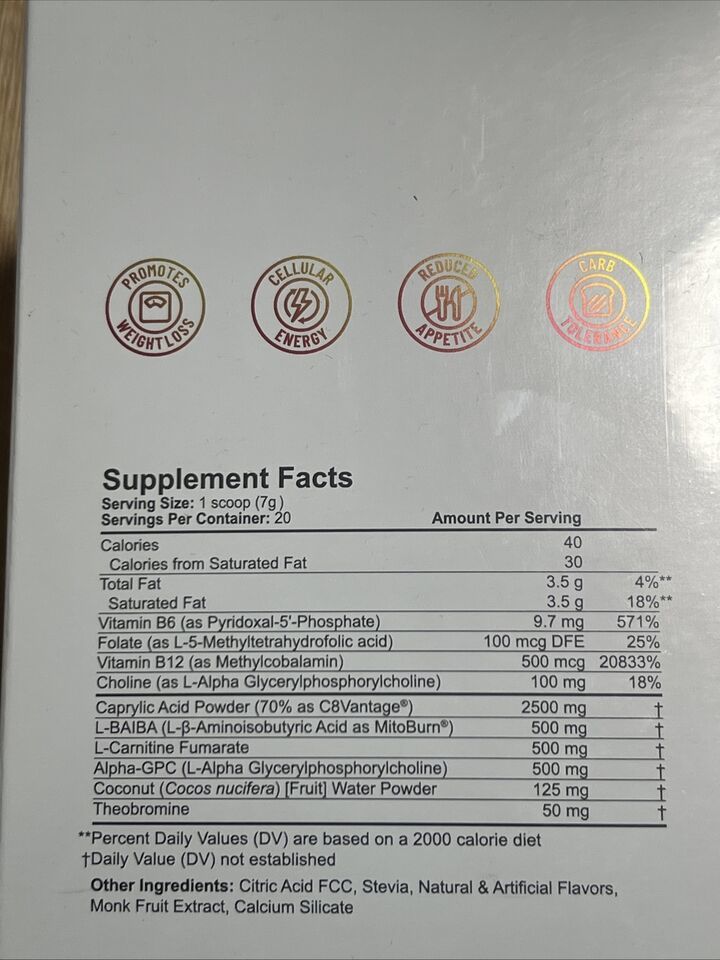 PROMOTES WEIGHT LOSS
CELLULAR ENERGY
REDUCED APPETITE
CARB TOLERANCE
Supplement Facts
Serving Size: 1 scoop (7g)
Servings Per Container: 20 Amount Per Serving
Calories 40
Calories from Saturated Fat 30
Total Fat 3.5 g 4%**
Saturated Fat 3.5 g 18%**
Vitamin B6 (as Pyridoxal-5'-Phosphate) 9.7 mg 571%
Folate (as L-5-Methyltetrahydrofolic acid) 100 mcg DFE 25%
Vitamin B12 (as Methylcobalamin) 500 mcg 20833%
Choline (as L-Alpha Glycerylphosphorylcholine) 100 mg 18%
Caprylic Acid Powder (70% as C8Vantage®) 2500 mg †
L-BAIBA (L-β-Aminoisobutyric Acid as MitoBurn®) 500 mg †
L-Carnitine Fumarate 500 mg †
Alpha-GPC (L-Alpha Glycerylphosphorylcholine) 500 mg †
Coconut (Cocos nucifera) [Fruit] Water Powder 125 mg †
Theobromine 50 mg †
**Percent Daily Values (DV) are based on a 2000 calorie diet
†Daily Value (DV) not established
Other Ingredients: Citric Acid FCC, Stevia, Natural & Artificial Flavors,
Monk Fruit Extract, Calcium Silicate